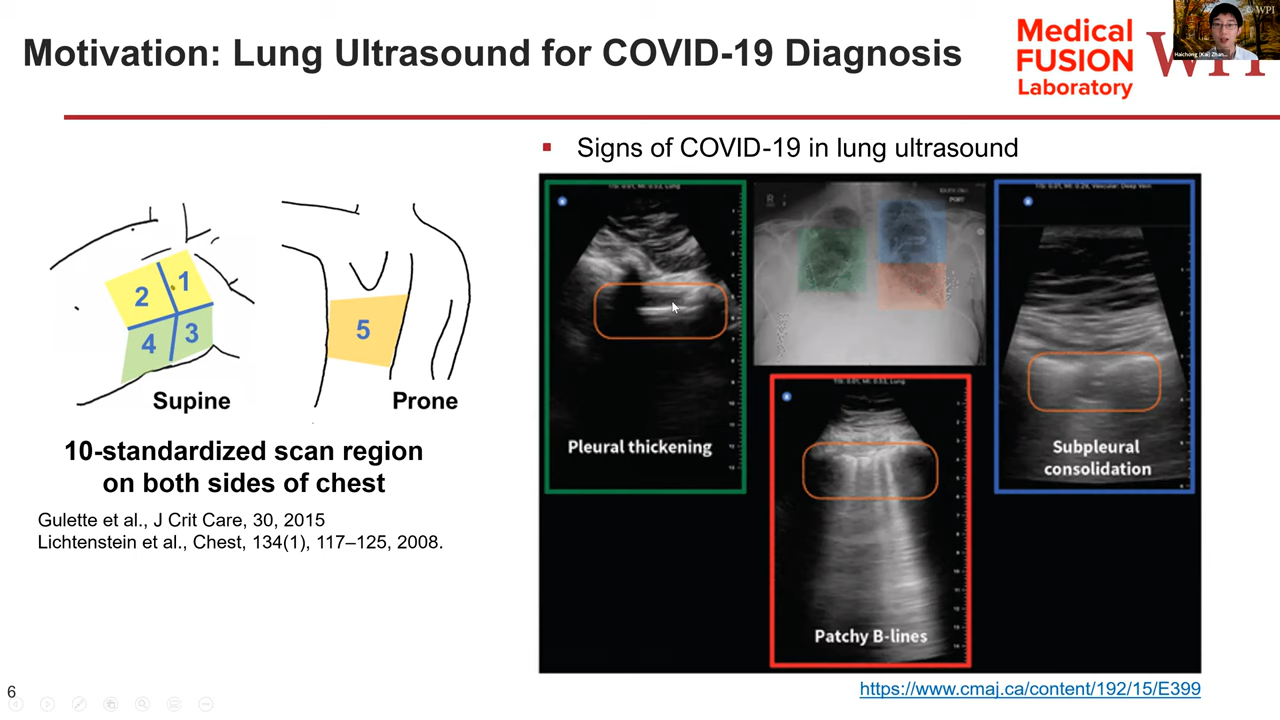 Motivation: Lung Ultrasound for COVID-19 Diagnosis
Medical
FUSION
Laboratory
WPI
WPI
▪ Signs of COVID-19 in lung ultrasound
2
1
4
3
5
Supine
Prone
10-standardized scan region
on both sides of chest
Gulette et al., J Crit Care, 30, 2015
Lichtenstein et al., Chest, 134(1), 117–125, 2008.
R
PORT
Pleural thickening
Subpleural
consolidation
Patchy B-lines
https://www.cmaj.ca/content/192/15/E399
6